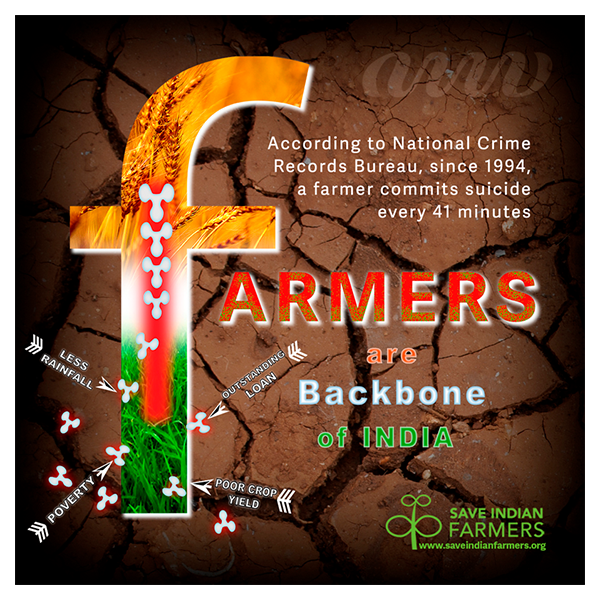 According to National Crime
Records Bureau, since 1994,
a farmer commits suicide
every 41 minutes
fARMERS
are
Backbone
of INDIA
LESS
RAINFALL
OUTSTANDING
LOAN
POVERTY
POOR CROP
YIELD
SAVE INDIAN
FARMERS
www.saveindianfarmers.org